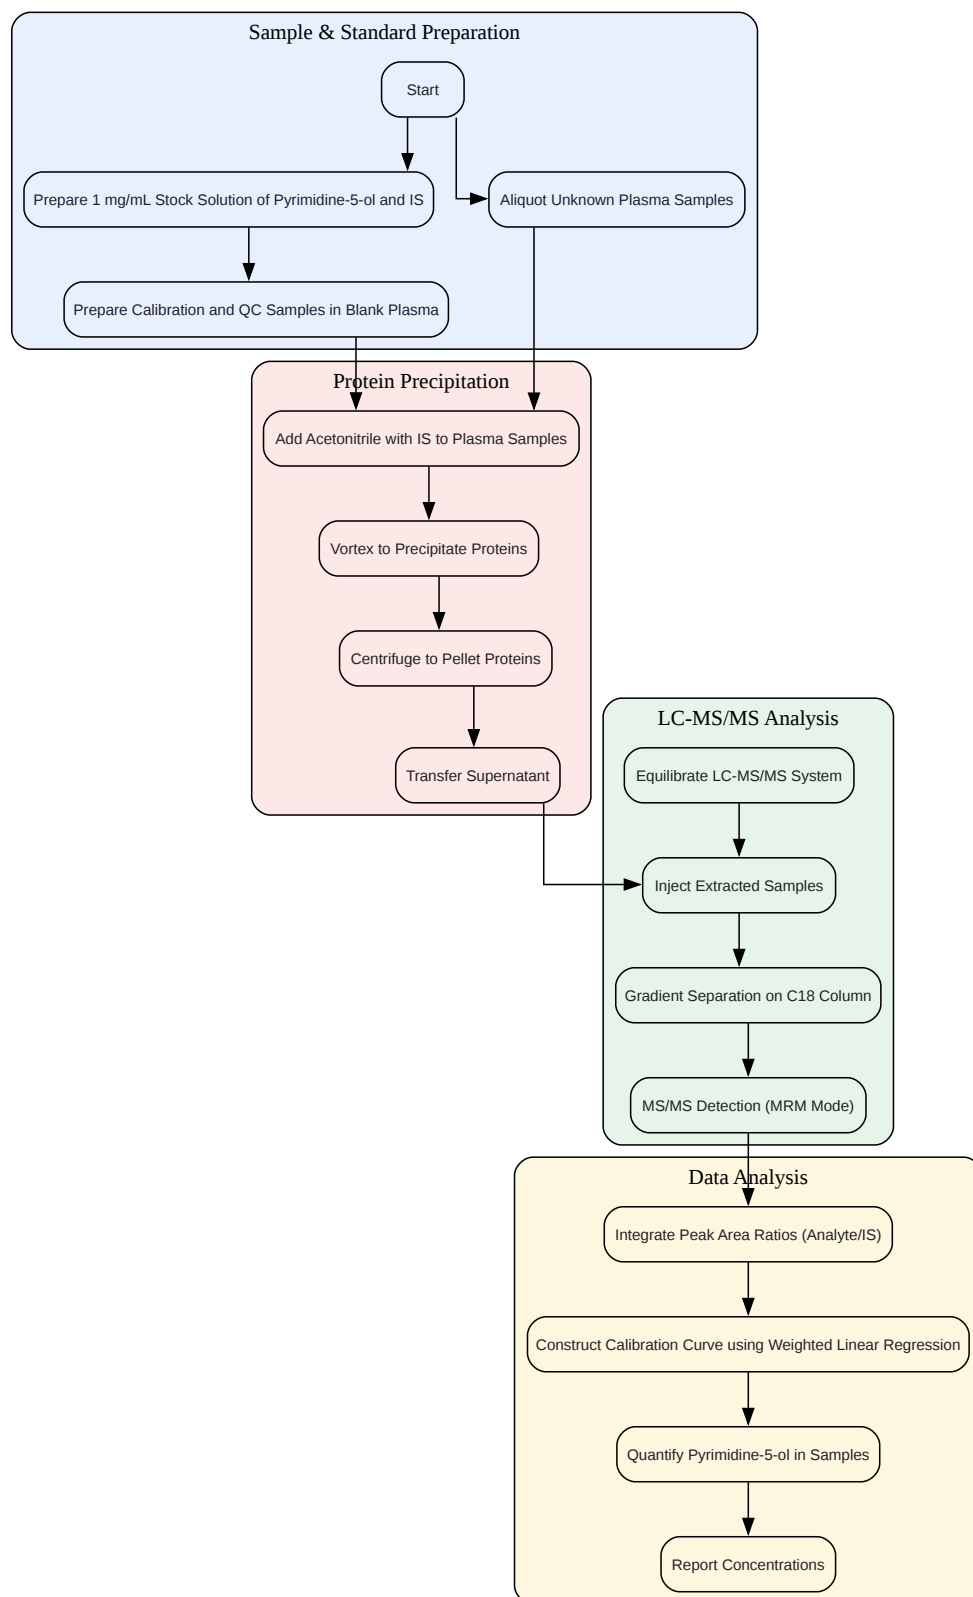 Sample & Standard Preparation
Start
Prepare 1 mg/mL Stock Solution of Pyrimidine-5-ol and IS
Aliquot Unknown Plasma Samples
Prepare Calibration and QC Samples in Blank Plasma
Protein Precipitation
Add Acetonitrile with IS to Plasma Samples
Vortex to Precipitate Proteins
Centrifuge to Pellet Proteins
Transfer Supernatant
LC-MS/MS Analysis
Equilibrate LC-MS/MS System
Inject Extracted Samples
Gradient Separation on C18 Column
MS/MS Detection (MRM Mode)
Data Analysis
Integrate Peak Area Ratios (Analyte/IS)
Construct Calibration Curve using Weighted Linear Regression
Quantify Pyrimidine-5-ol in Samples
Report Concentrations